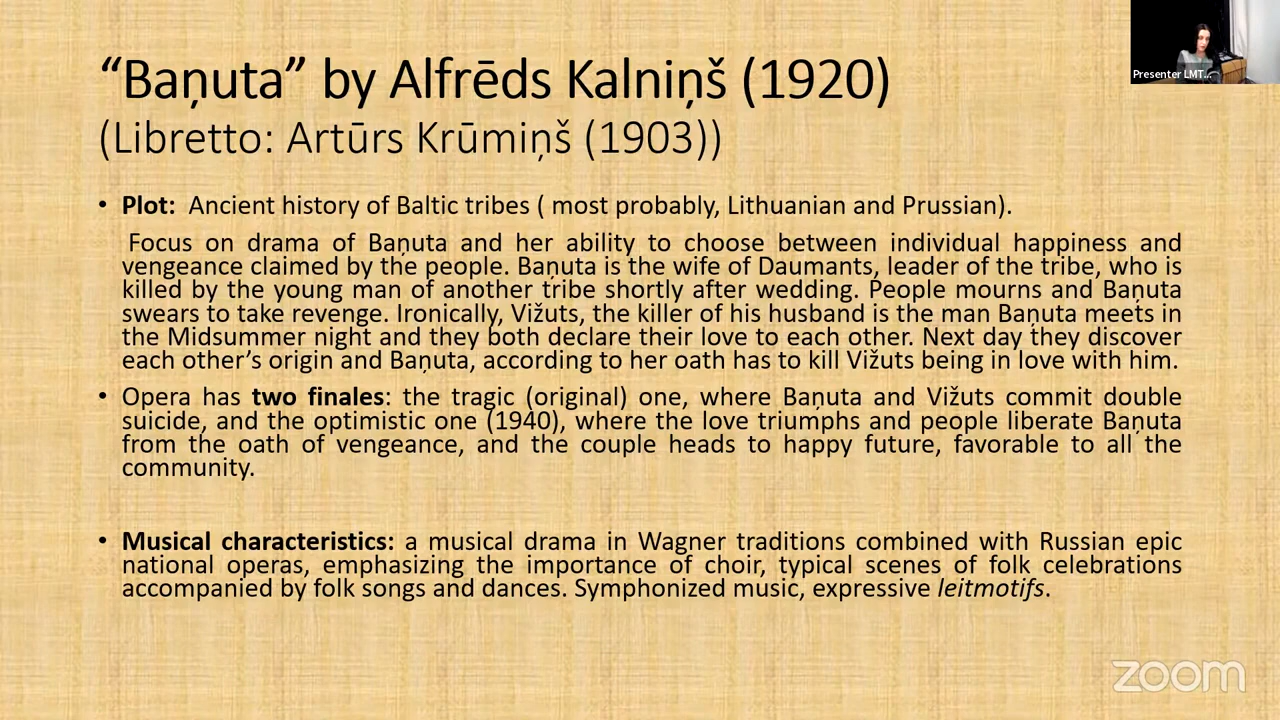 “Baņuta” by Alfrēds Kalniņš (1920)
(Libretto: Artūrs Krūmiņš (1903))
• Plot: Ancient history of Baltic tribes ( most probably, Lithuanian and Prussian).
Focus on drama of Baņuta and her ability to choose between individual happiness and
vengeance claimed by the people. Baņuta is the wife of Daumants, leader of the tribe, who is
killed by the young man of another tribe shortly after wedding. People mourns and Baņuta
swears to take revenge. Ironically, Vižuts, the killer of his husband is the man Baņuta meets in
the Midsummer night and they both declare their love to each other. Next day they discover
each other’s origin and Baņuta, according to her oath has to kill Vižuts being in love with him.
• Opera has two finales: the tragic (original) one, where Baņuta and Vižuts commit double
suicide, and the optimistic one (1940), where the love triumphs and people liberate Baņuta
from the oath of vengeance, and the couple heads to happy future, favorable to all the
community.
• Musical characteristics: a musical drama in Wagner traditions combined with Russian epic
national operas, emphasizing the importance of choir, typical scenes of folk celebrations
accompanied by folk songs and dances. Symphonized music, expressive leitmotifs.
Presenter LMT...
zoom